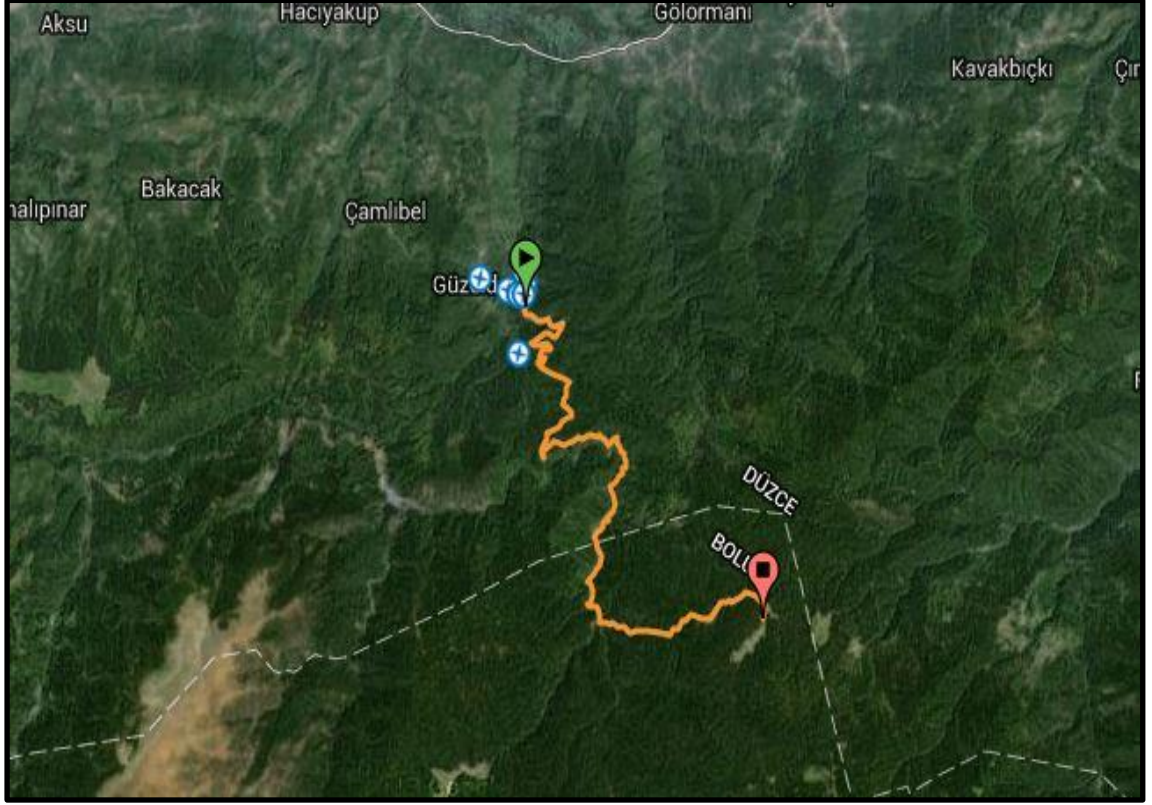 Hacıyakup
Gölormanı
Aksu
Kavakbıçkı
Bakacak
Çamlıbel
DÜZCE